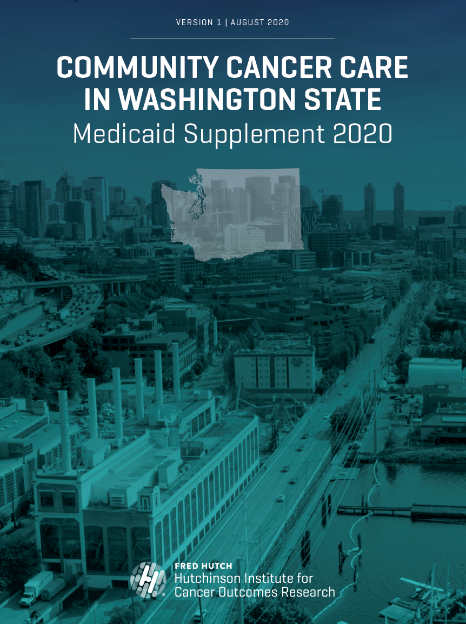 VERSION 1 | AUGUST 2020
COMMUNITY CANCER CARE
IN WASHINGTON STATE
Medicaid Supplement 2020
FRED HUTCH
Hutchinson Institute for
Cancer Outcomes Research